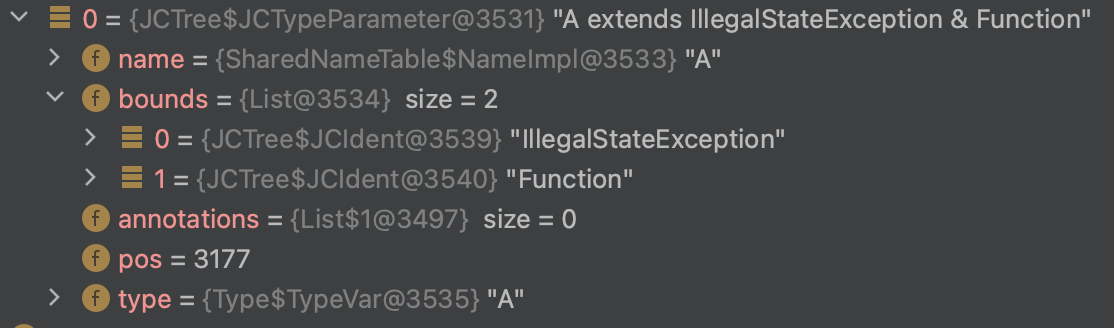 0 = {JCTree$JCTypeParameter@3531} "A extends IllegalStateException & Function"
f name = {SharedNameTable$NameImpl@3533} "A"
f bounds = {List@3534} size = 2
0 = {JCTree$JCIdent@3539} "IllegalStateException"
1 = {JCTree$JCIdent@3540} "Function"
f annotations = {List$1@3497} size = 0
f pos = 3177
f type = {Type$TypeVar@3535} "A"